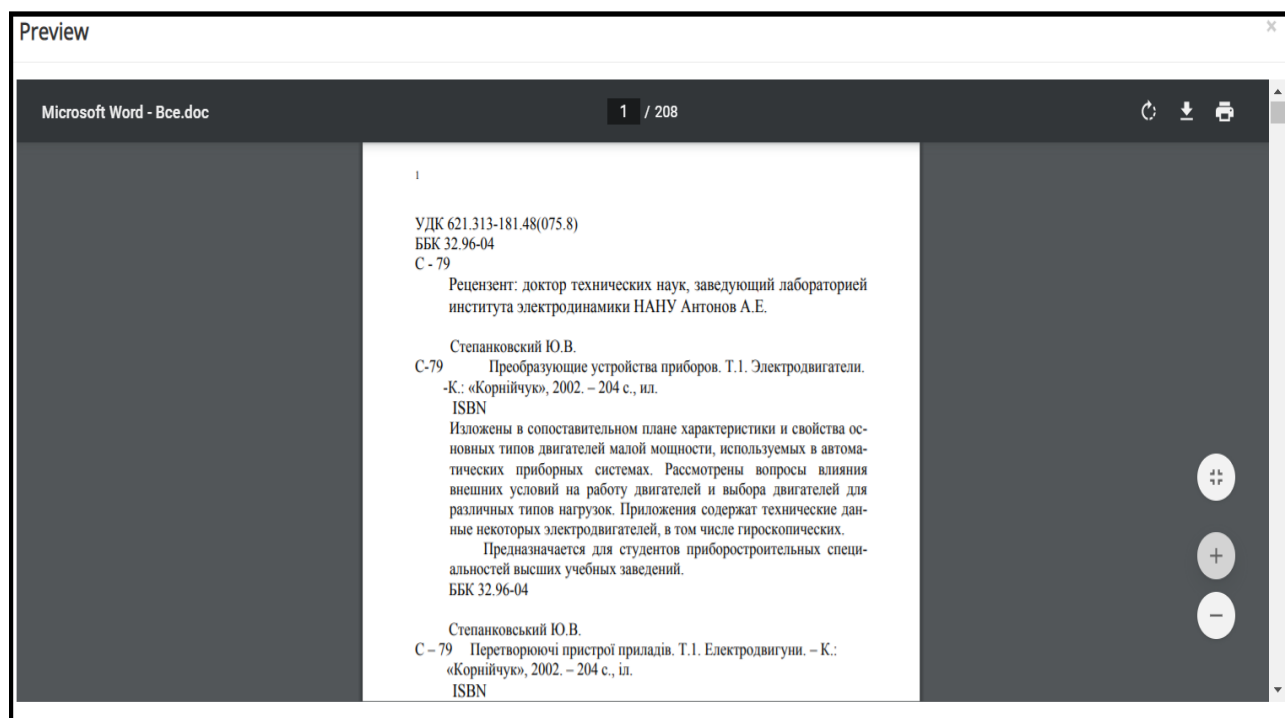 Preview
×
Microsoft Word - Все.doc
1 / 208
1
УДК 621.313-181.48(075.8)
ББК 32.96-04
С - 79
Рецензент: доктор технических наук, заведующий лабораторией
института электродинамики НАНУ Антонов А.Е.
Степанковский Ю.В.
С-79 Преобразующие устройства приборов. Т.1. Электродвигатели.
-К.: «Корнійчук», 2002. – 204 с., ил.
ISBN
Изложены в сопоставительном плане характеристики и свойства ос-
новных типов двигателей малой мощности, используемых в автома-
тических приборных системах. Рассмотрены вопросы влияния
внешних условий на работу двигателей и выбора двигателей для
различных типов нагрузок. Приложения содержат технические дан-
ные некоторых электродвигателей, в том числе гироскопических.
Предназначается для студентов приборостроительных специ-
альностей высших учебных заведений.
ББК 32.96-04
Степанковський Ю.В.
С – 79 Перетворюючі пристрої приладів. Т.1. Електродвигуни. – К.:
«Корнійчук», 2002. – 204 с., іл.
ISBN